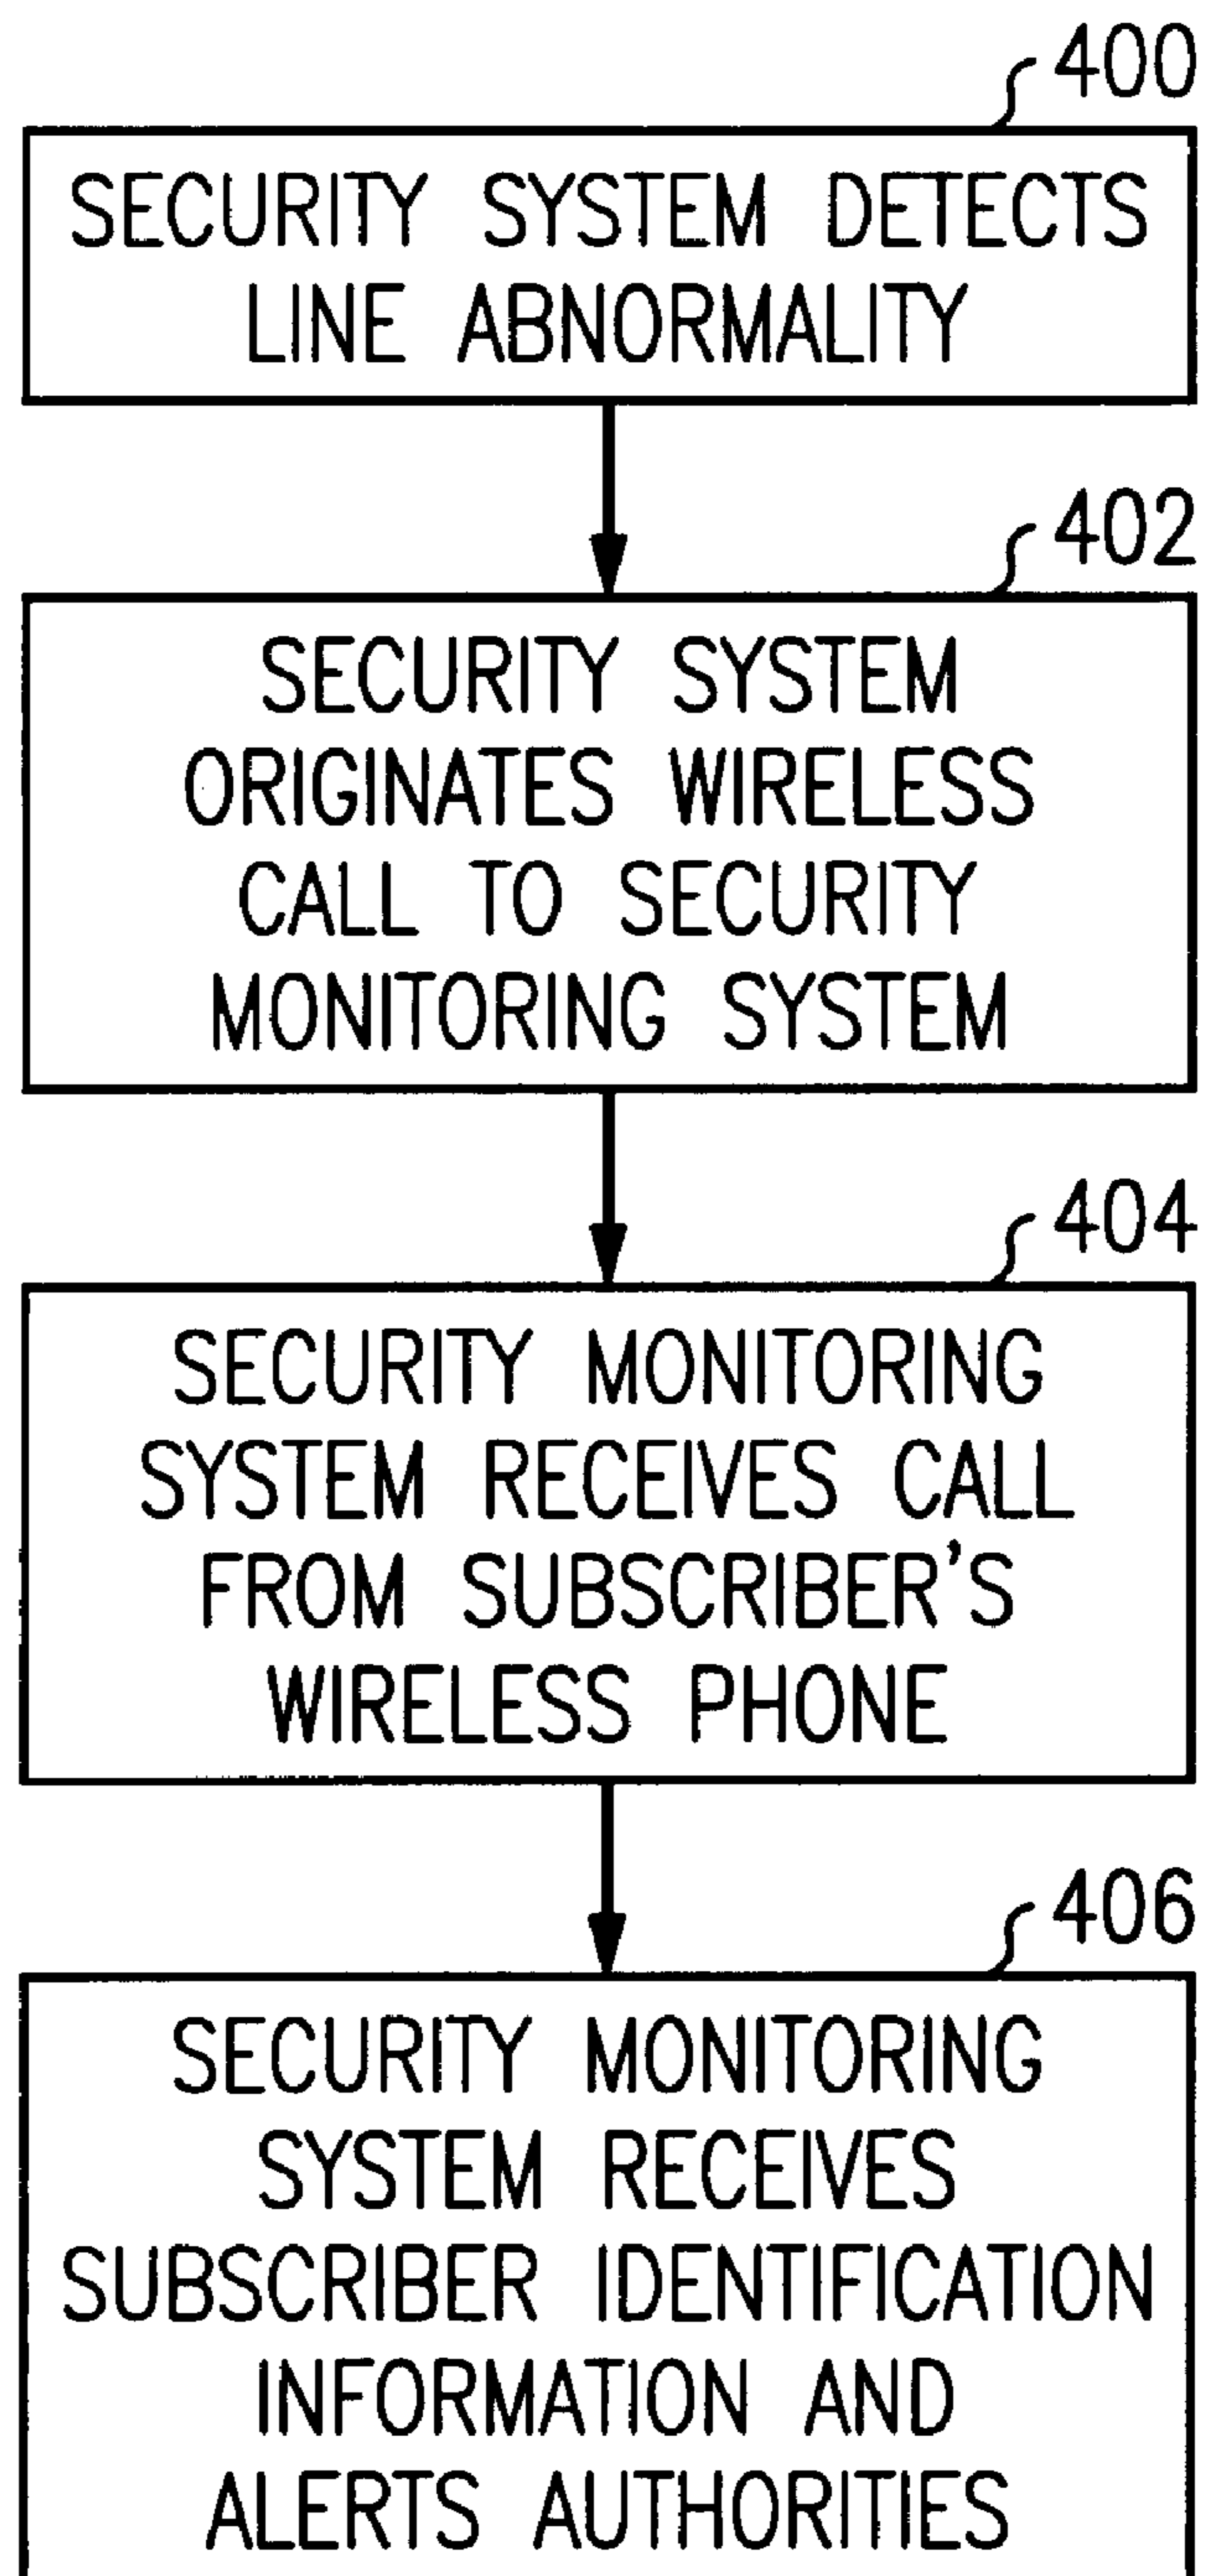 400
SECURITY SYSTEM DETECTS
LINE ABNORMALITY
402
SECURITY SYSTEM
ORIGINATES WIRELESS
CALL TO SECURITY
MONITORING SYSTEM
404
SECURITY MONITORING
SYSTEM RECEIVES CALL
FROM SUBSCRIBER'S
WIRELESS PHONE
406
SECURITY MONITORING
SYSTEM RECEIVES
SUBSCRIBER IDENTIFICATION
INFORMATION AND
ALERTS AUTHORITIES